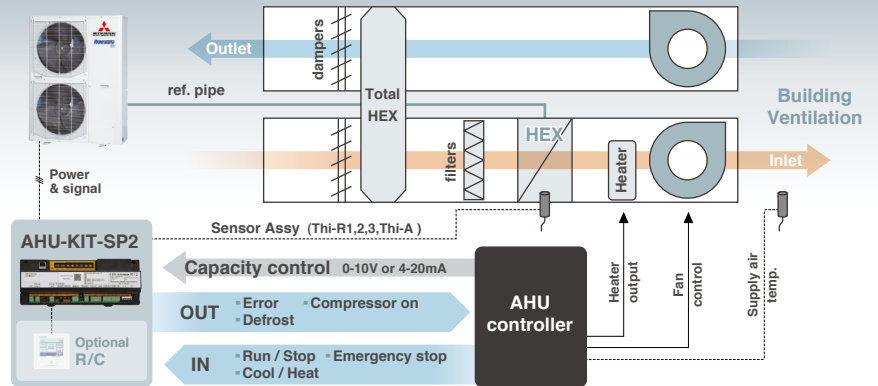 MITSUBISHI
Outlet
dampers
ref. pipe
Total
HEX
Building
Ventilation
filters
HEX
Heater
Inlet
Power
& signal
Sensor Assy (Thi-R1,2,3,Thi-A )
AHU-KIT-SP2
Capacity control 0-10V or 4-20mA
OUT
Error
Compressor on
Defrost
IN
Run / Stop
Emergency stop
Cool / Heat
Optional
R/C
AHU
controller
Heater
output
Fan
control
Supply air
temp.